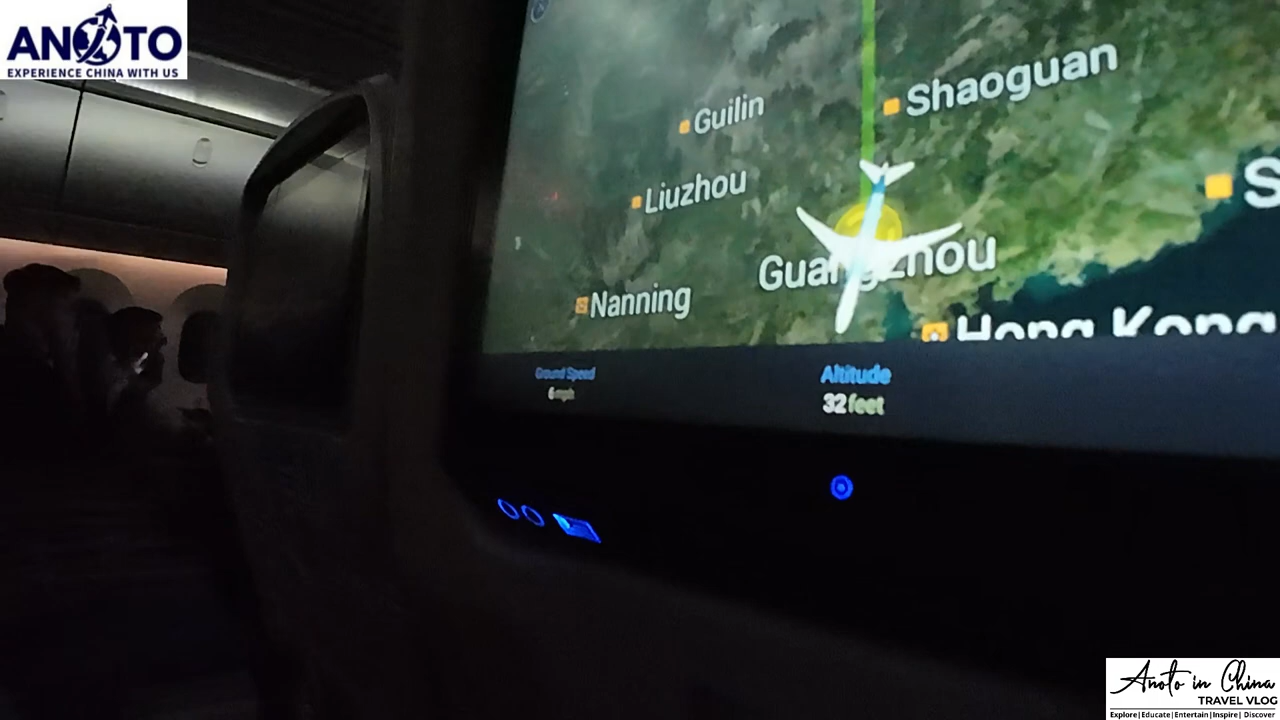 ANOTO
EXPERIENCE CHINA WITH US
Shaoguan
Guilin
Liuzhou
S
Guangzhou
Nanning
Hong Kong
Ground Speed
6 mph
Altitude
32 feet
Anoto in China
TRAVEL VLOG
Explore|Educate|Entertain|Inspire| Discover